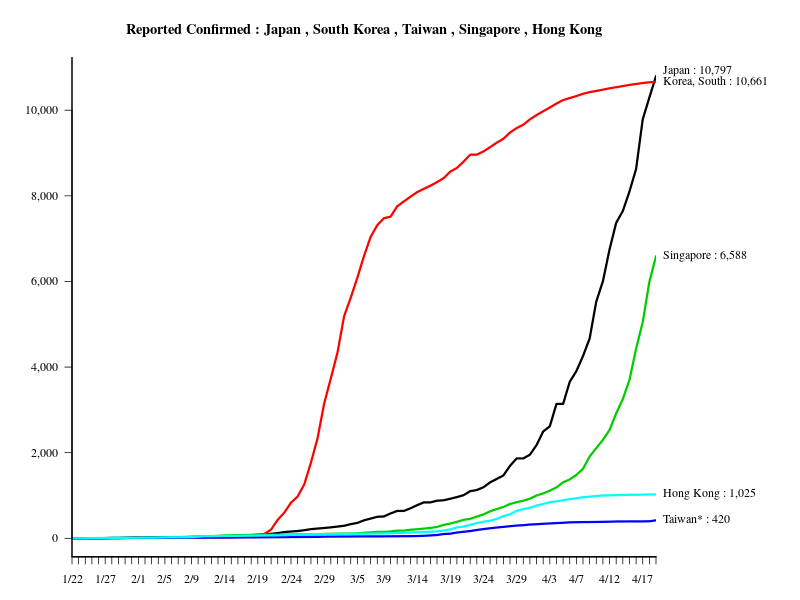 Reported Confirmed : Japan , South Korea , Taiwan , Singapore , Hong Kong
Japan : 10,797
Korea, South : 10,661
10,000
8,000
Singapore : 6,588
6,000
4,000
2,000
Hong Kong : 1,025
Taiwan* : 420
0
1/22 1/27 2/1 2/5 2/9 2/14 2/19 2/24 2/29 3/5 3/9 3/14 3/19 3/24 3/29 4/3 4/7 4/12 4/17